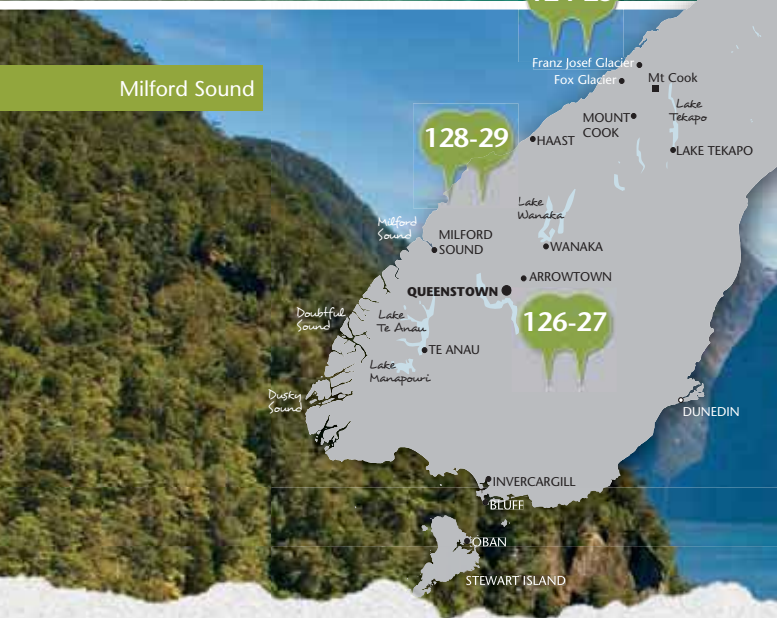 Milford Sound
Franz Josef Glacier
Fox Glacier
Mt Cook
Lake
Tekapo
MOUNT
COOK
128-29
HAAST
LAKE TEKAPO
Lake
Wanaka
Milford
Sound
MILFORD
SOUND
WANAKA
ARROWTOWN
QUEENSTOWN
Doubtful
Sound
Lake
Te Anau
126-27
TE ANAU
Lake
Manapouri
Dusky
Sound
DUNEDIN
INVERCARGILL
BLUFF
OBAN
STEWART ISLAND